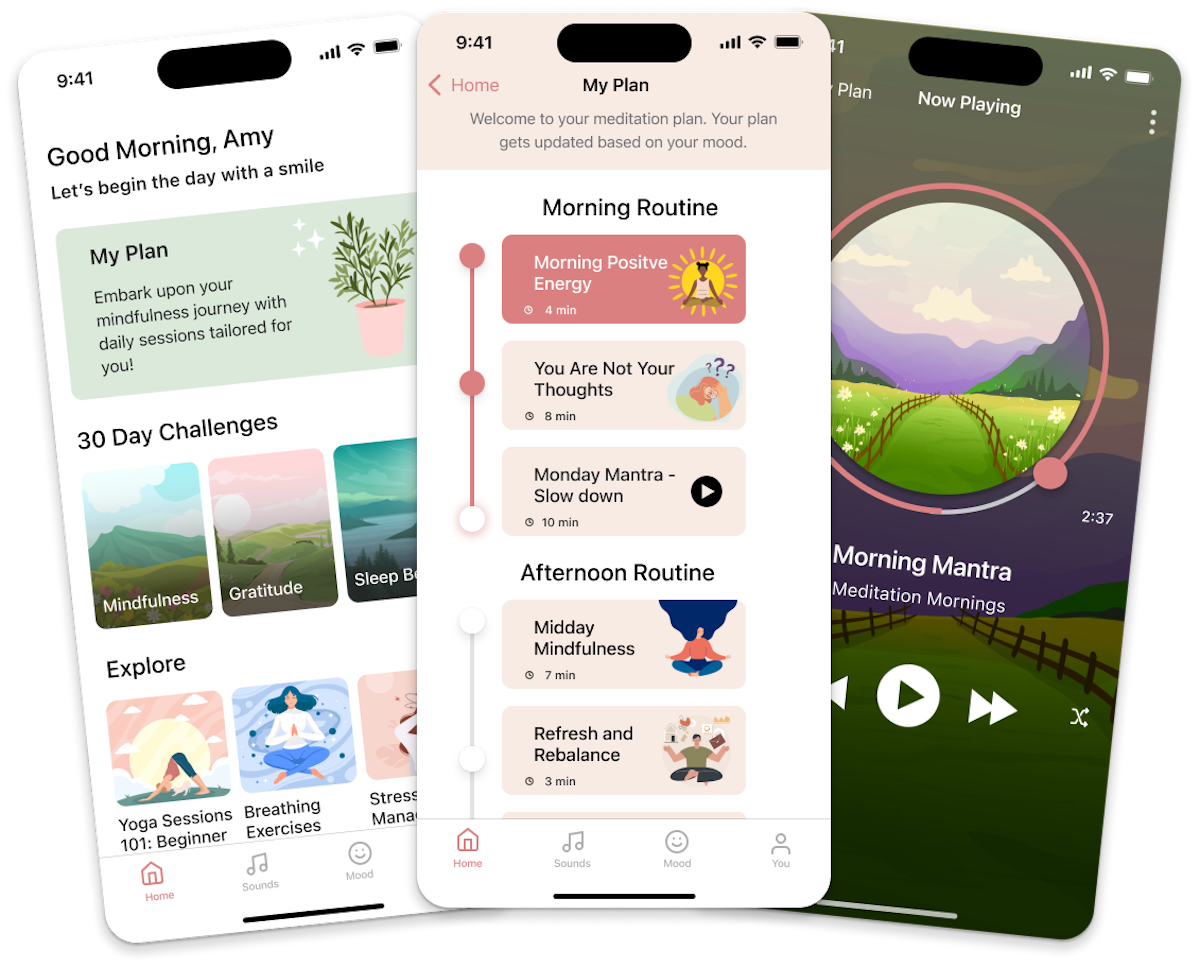 9:41
Good Morning, Amy
Let's begin the day with a smile
My Plan
Embark upon your
mindfulness journey with
daily sessions tailored for
you!
30 Day Challenges
Mindfulness
Gratitude
Sleep
Explore
Yoga Sessions
101: Beginner
Breathing
Exercises
Stress
Home
Sounds
Mood
9:41
Home
My Plan
Welcome to your meditation plan. Your plan
gets updated based on your mood.
Morning Routine
Morning Positve
Energy
4 min
You Are Not Your
Thoughts
???
8 min
Monday Mantra -
Slow down
10 min
Afternoon Routine
Midday
Mindfulness
7 min
Refresh and
Rebalance
3 min
Home
Sounds
Mood
You
41
Plan
Now Playing
2:37
Morning Mantra
Meditation Mornings